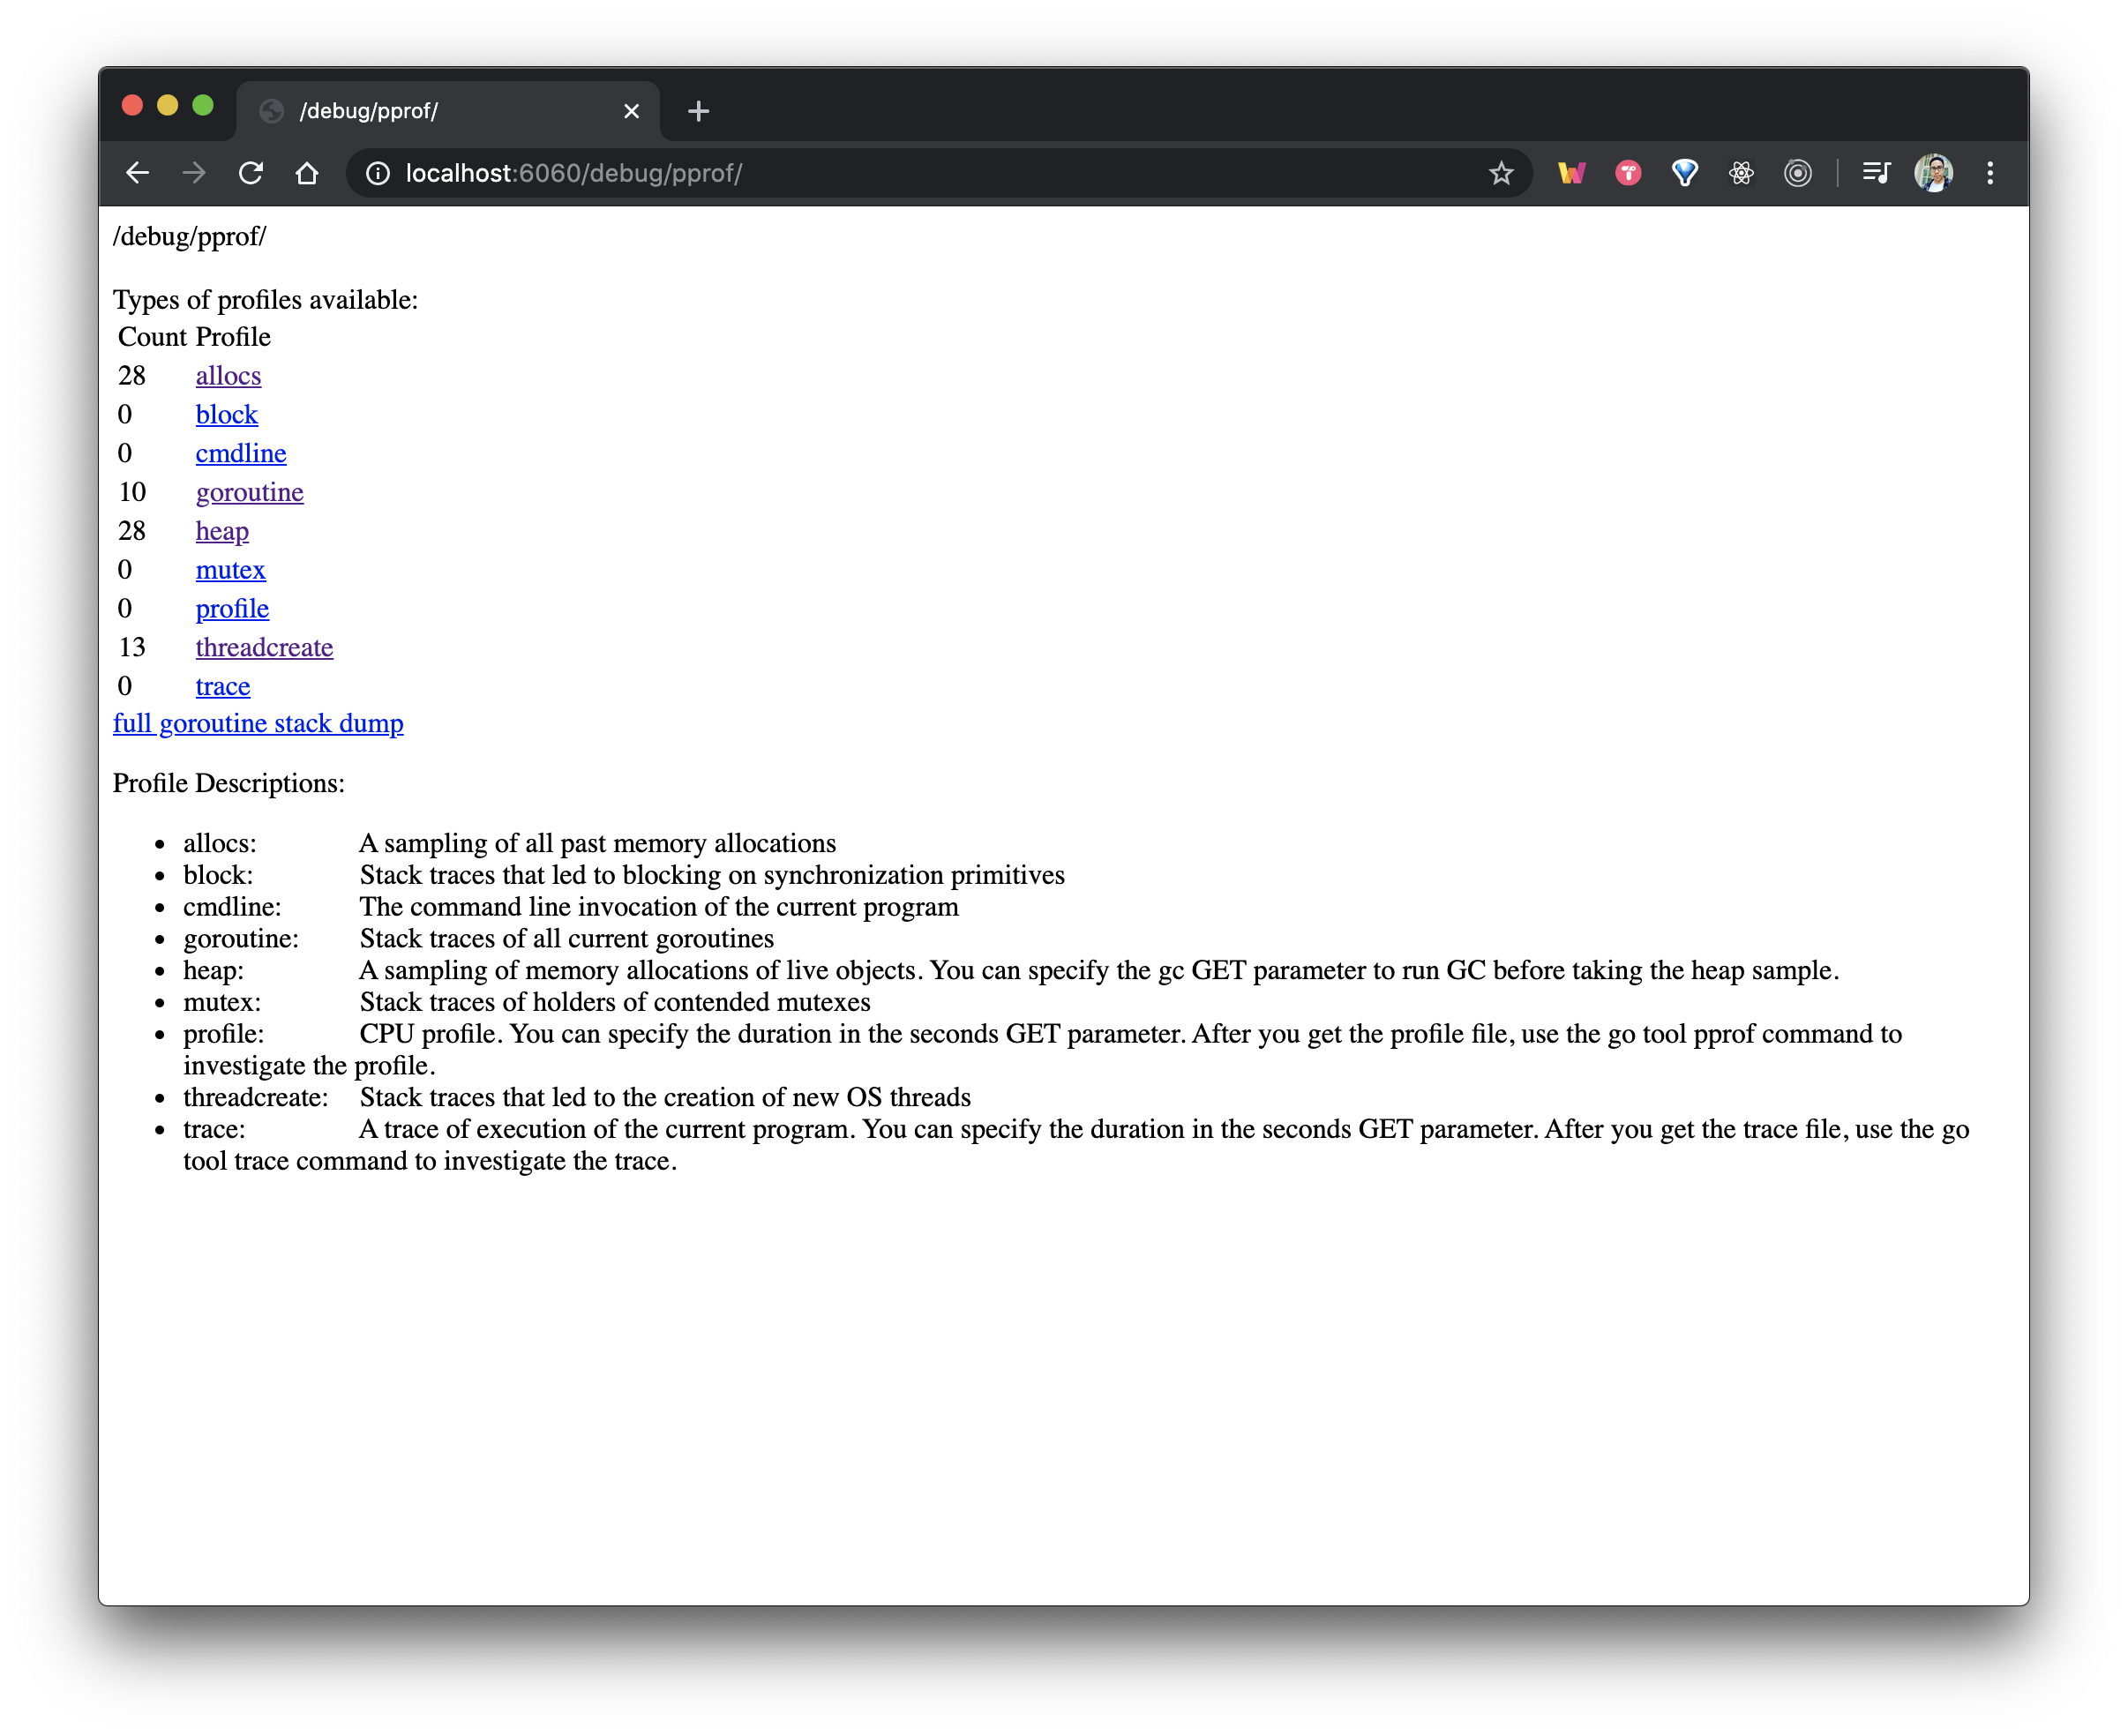 /debug/pprof/
localhost:6060/debug/pprof/
/debug/pprof/
Types of profiles available:
Count Profile
28 allocs
0 block
0 cmdline
10 goroutine
28 heap
0 mutex
0 profile
13 threadcreate
0 trace
full goroutine stack dump
Profile Descriptions:
• allocs: A sampling of all past memory allocations
• block: Stack traces that led to blocking on synchronization primitives
• cmdline: The command line invocation of the current program
• goroutine: Stack traces of all current goroutines
• heap: A sampling of memory allocations of live objects. You can specify the gc GET parameter to run GC before taking the heap sample.
• mutex: Stack traces of holders of contended mutexes
• profile: CPU profile. You can specify the duration in the seconds GET parameter. After you get the profile file, use the go tool pprof command to
investigate the profile.
• threadcreate: Stack traces that led to the creation of new OS threads
• trace: A trace of execution of the current program. You can specify the duration in the seconds GET parameter. After you get the trace file, use the go
tool trace command to investigate the trace.